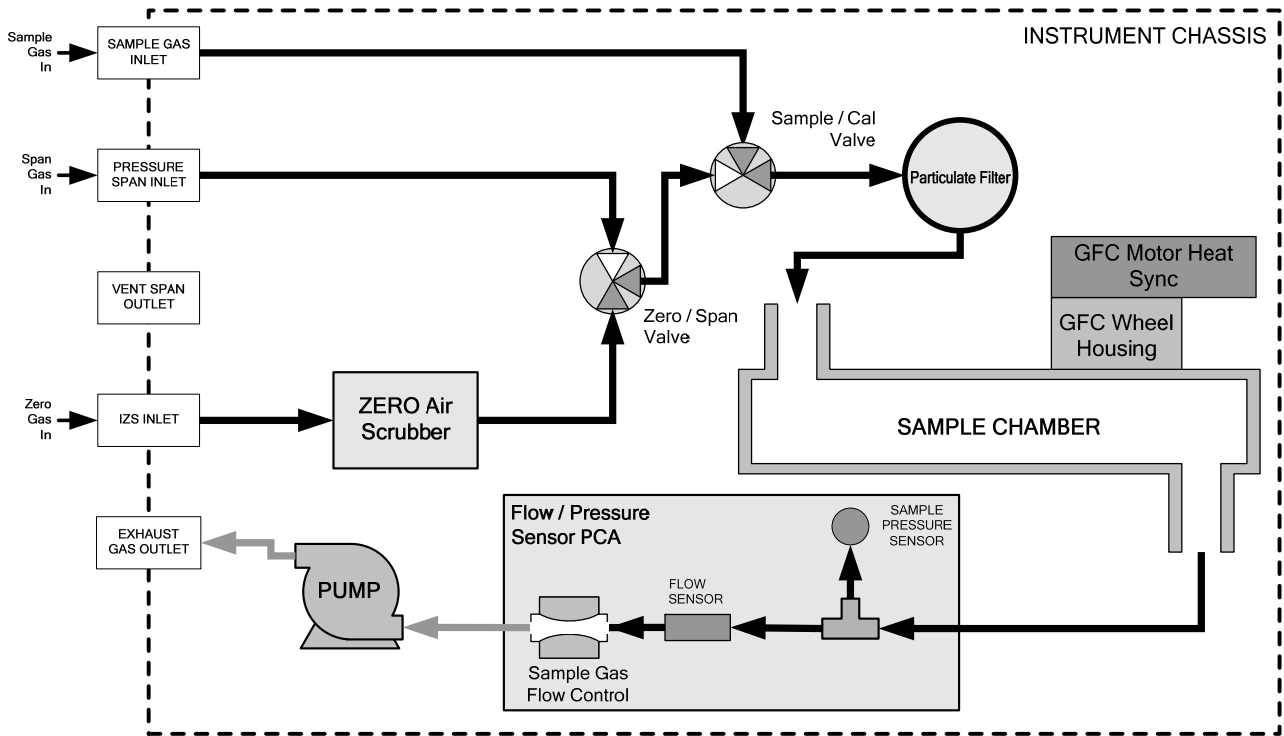 INSTRUMENT CHASSIS
Sample
Gas
In
SAMPLE GAS
INLET
Sample / Cal
Valve
Span
Gas
In
PRESSURE
SPAN INLET
Particulate Filter
VENT SPAN
OUTLET
Zero / Span
Valve
GFC Motor Heat
Sync
GFC Wheel
Housing
Zero
Gas
In
IZS INLET
ZERO Air
Scrubber
SAMPLE CHAMBER
EXHAUST
GAS OUTLET
PUMP
Flow / Pressure
Sensor PCA
SAMPLE
PRESSURE
SENSOR
FLOW
SENSOR
Sample Gas
Flow Control